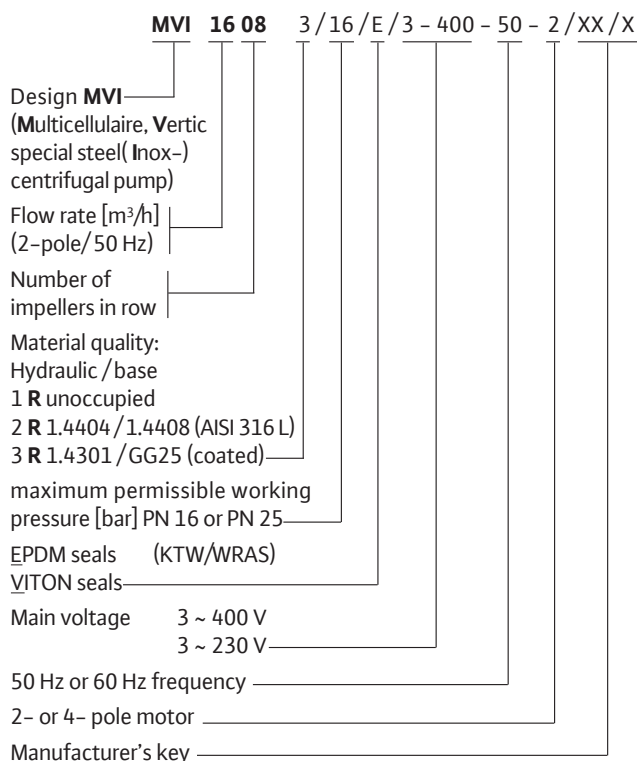 MVI 16 08 3 / 16 / E / 3 – 400 – 50 – 2 / XX / X
Design MVI
(Multicellulaire, Vertic
special steel( Inox–)
centrifugal pump)
Flow rate [m³/h]
(2–pole/ 50 Hz)
Number of
impellers in row
Material quality:
Hydraulic / base
1 R unoccupied
2 R 1.4404 / 1.4408 (AISI 316 L)
3 R 1.4301 / GG25 (coated)
maximum permissible working
pressure [bar] PN 16 or PN 25
EPDM seals (KTW/WRAS)
VITON seals
Main voltage 3 ~ 400 V
3 ~ 230 V
50 Hz or 60 Hz frequency
2– or 4– pole motor
Manufacturer's key